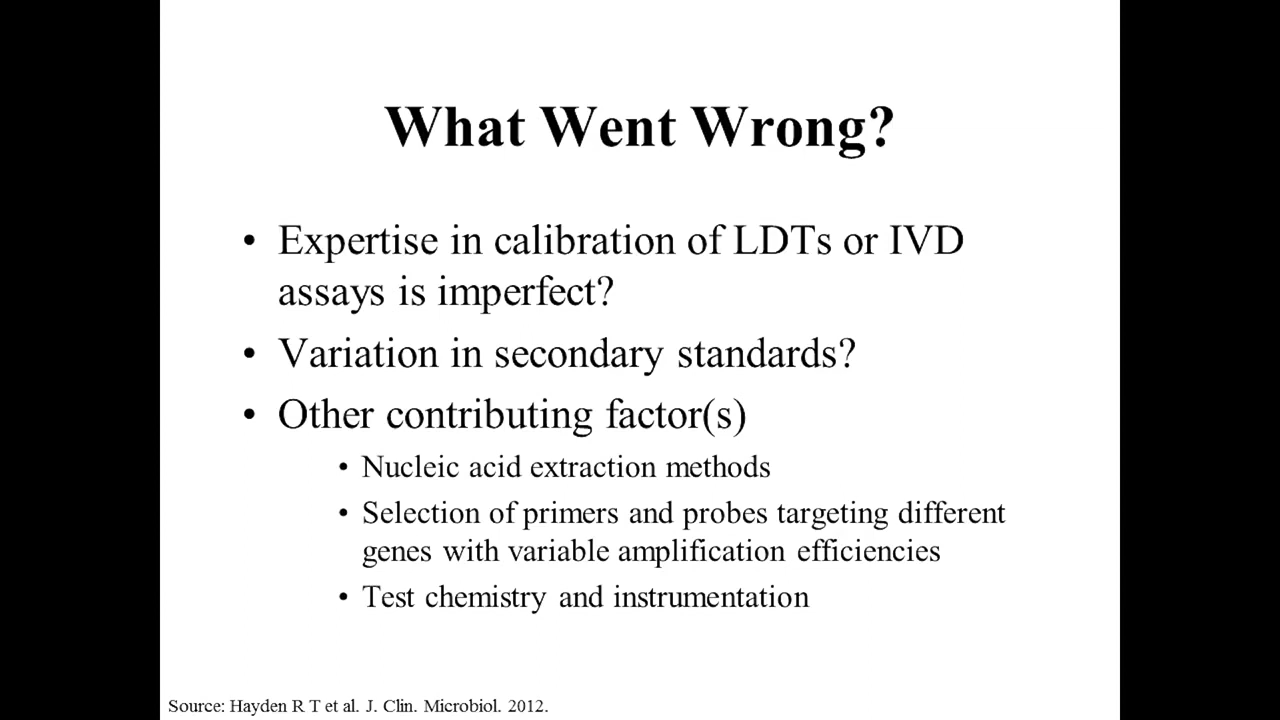 What Went Wrong?
• Expertise in calibration of LDTs or IVD
assays is imperfect?
• Variation in secondary standards?
• Other contributing factor(s)
• Nucleic acid extraction methods
• Selection of primers and probes targeting different
genes with variable amplification efficiencies
• Test chemistry and instrumentation
Source: Hayden R T et al. J. Clin. Microbiol. 2012.